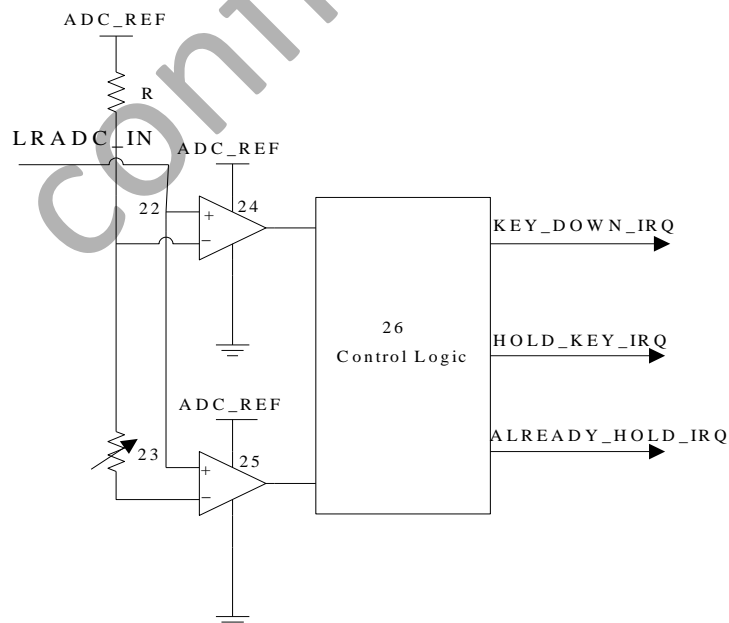 ADC_REF
R
LRADC_IN
ADC_REF
22
+
24
−
KEY_DOWN_IRQ
26
Control Logic
HOLD_KEY_IRQ
ADC_REF
ALREADY_HOLD_IRQ
23
+
25
−